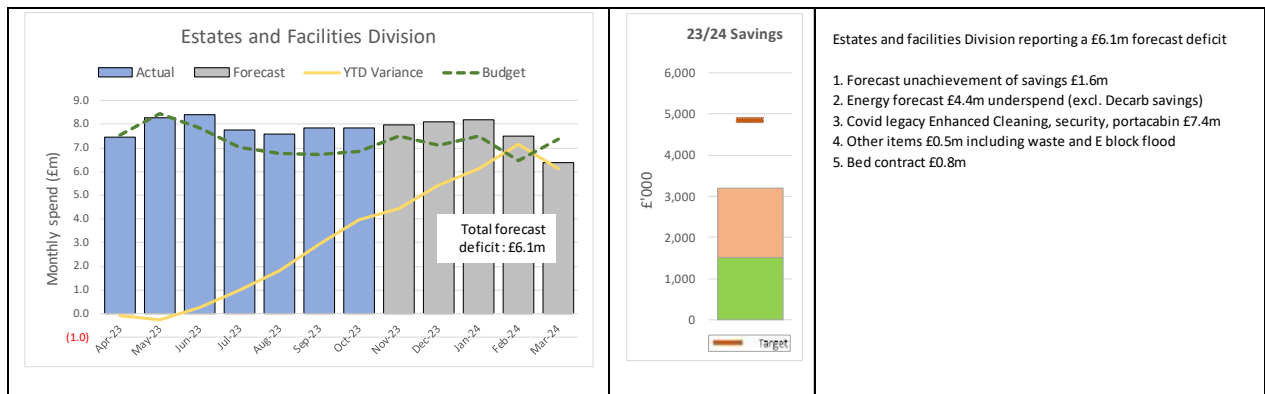 Estates and Facilities Division
Actual Forecast YTD Variance Budget
Monthly spend (£m)
9.0
8.0
7.0
6.0
5.0
4.0
3.0
2.0
1.0
0.0
(1.0)
Total forecast
deficit : £6.1m
Apr-23 May-23 Jun-23 Jul-23 Aug-23 Sep-23 Oct-23 Nov-23 Dec-23 Jan-24 Feb-24 Mar-24
23/24 Savings
£'000
6,000
5,000
4,000
3,000
2,000
1,000
0
Target
Estates and facilities Division reporting a £6.1m forecast deficit
1. Forecast unachievement of savings £1.6m
2. Energy forecast £4.4m underspend (excl. Decarb savings)
3. Covid legacy Enhanced Cleaning, security, portacabin £7.4m
4. Other items £0.5m including waste and E block flood
5. Bed contract £0.8m